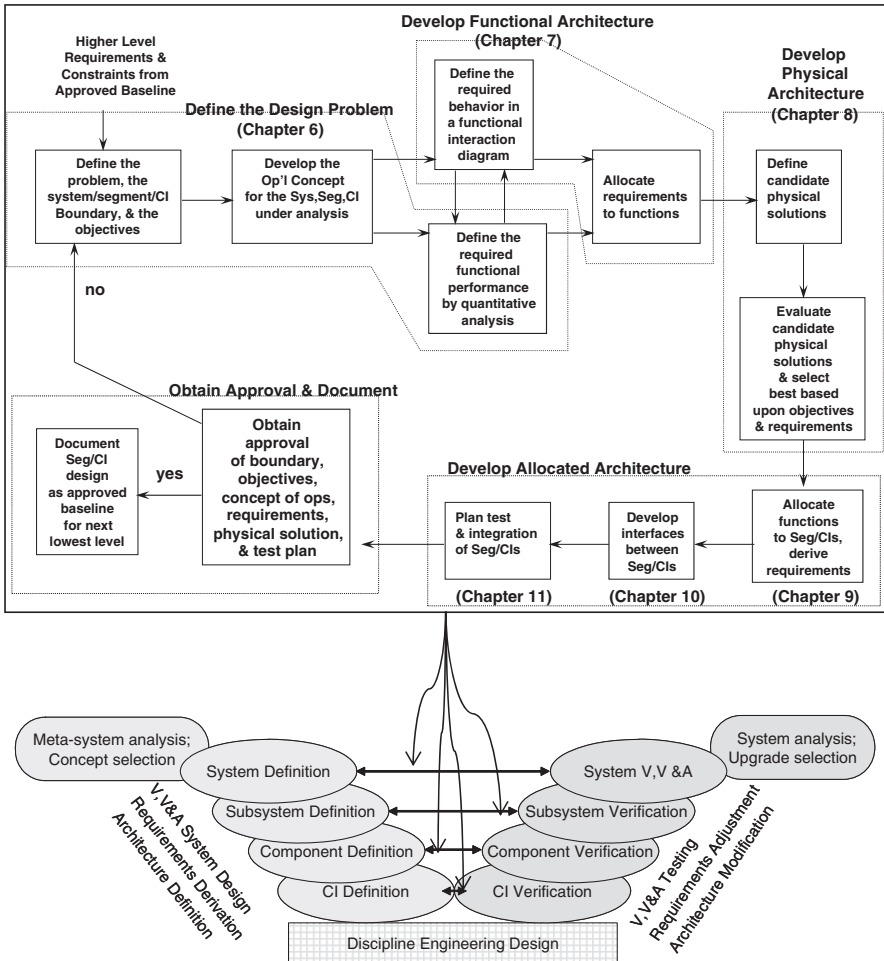 Develop Functional Architecture
(Chapter 7)
Higher Level
Requirements &
Constraints from
Approved Baseline
Develop
Physical
Architecture
(Chapter 8)
Define the Design Problem
(Chapter 6)
Define the
required
behavior in
a functional
interaction
diagram
Define the
problem, the
system/segment/CI
Boundary, & the
objectives
Develop the
Op'l Concept
for the Sys,Seg,CI
under analysis
Allocate
requirements
to functions
Define
candidate
physical
solutions
Define the
required
functional
performance
by quantitative
analysis
no
Evaluate
candidate
physical
solutions
& select
best based
upon objectives
& requirements
Obtain Approval & Document
Document
Seg/CI
design
as approved
baseline
for next
lowest level
yes
Obtain
approval
of boundary,
objectives,
concept of ops,
requirements,
physical solution,
& test plan
Develop Allocated Architecture
Plan test
& integration
of Seg/CIs
Develop
interfaces
between
Seg/CIs
Allocate
functions
to Seg/CIs,
derive
requirements
(Chapter 11)
(Chapter 10)
(Chapter 9)
Meta-system analysis;
Concept selection
System analysis;
Upgrade selection
System Definition
System V,V &A
Subsystem Definition
Subsystem Verification
Component Definition
Component Verification
CI Definition
CI Verification
V,V&A System Design
Requirements Derivation
Architecture Definition
V,V&A Testing
Requirements Adjustment
Architecture Modification
Discipline Engineering Design